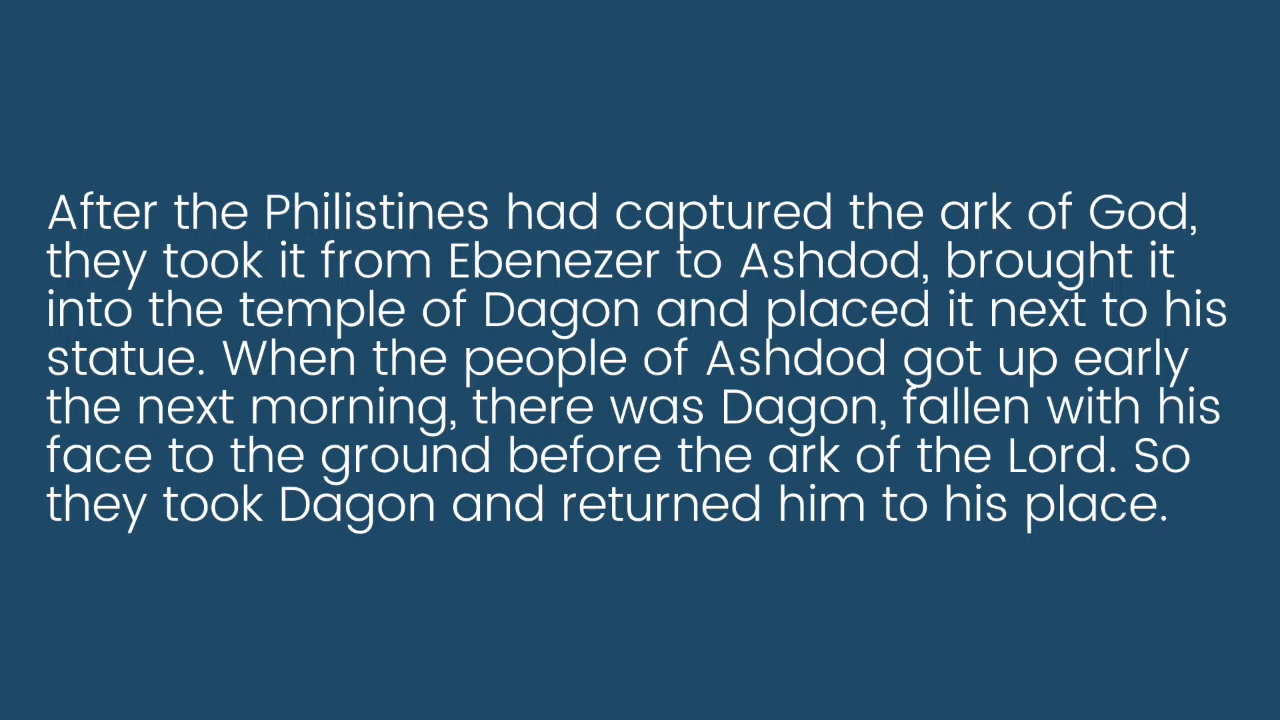 After the Philistines had captured the ark of God,
they took it from Ebenezer to Ashdod, brought it
into the temple of Dagon and placed it next to his
statue. When the people of Ashdod got up early
the next morning, there was Dagon, fallen with his
face to the ground before the ark of the Lord. So
they took Dagon and returned him to his place.